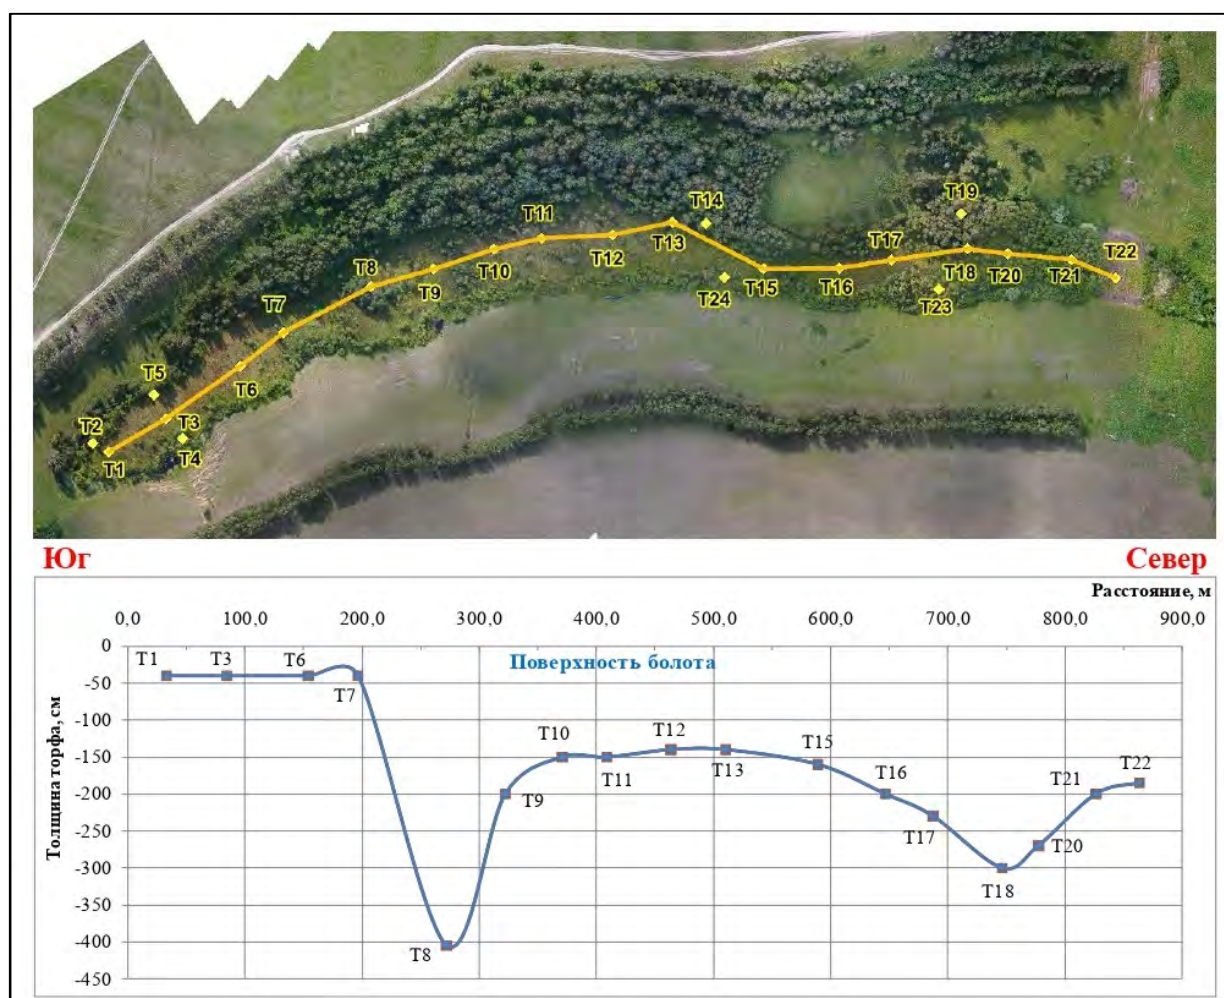 T14
T19
T11
T13
T17
T22
T12
T10
T15
T16
T18
T20
T21
T8
T9
T24
T23
T7
T6
T5
T3
T2
T4
T1
Юг
Север
Расстояние, м
0,0 100,0 200,0 300,0 400,0 500,0 600,0 700,0 800,0 900,0
Поверхность болота
Толщина торфа, см
0
-50
-100
-150
-200
-250
-300
-350
-400
-450
T1
T3
T6
T7
T8
T9
T10
T11
T12
T13
T15
T16
T17
T18
T20
T21
T22